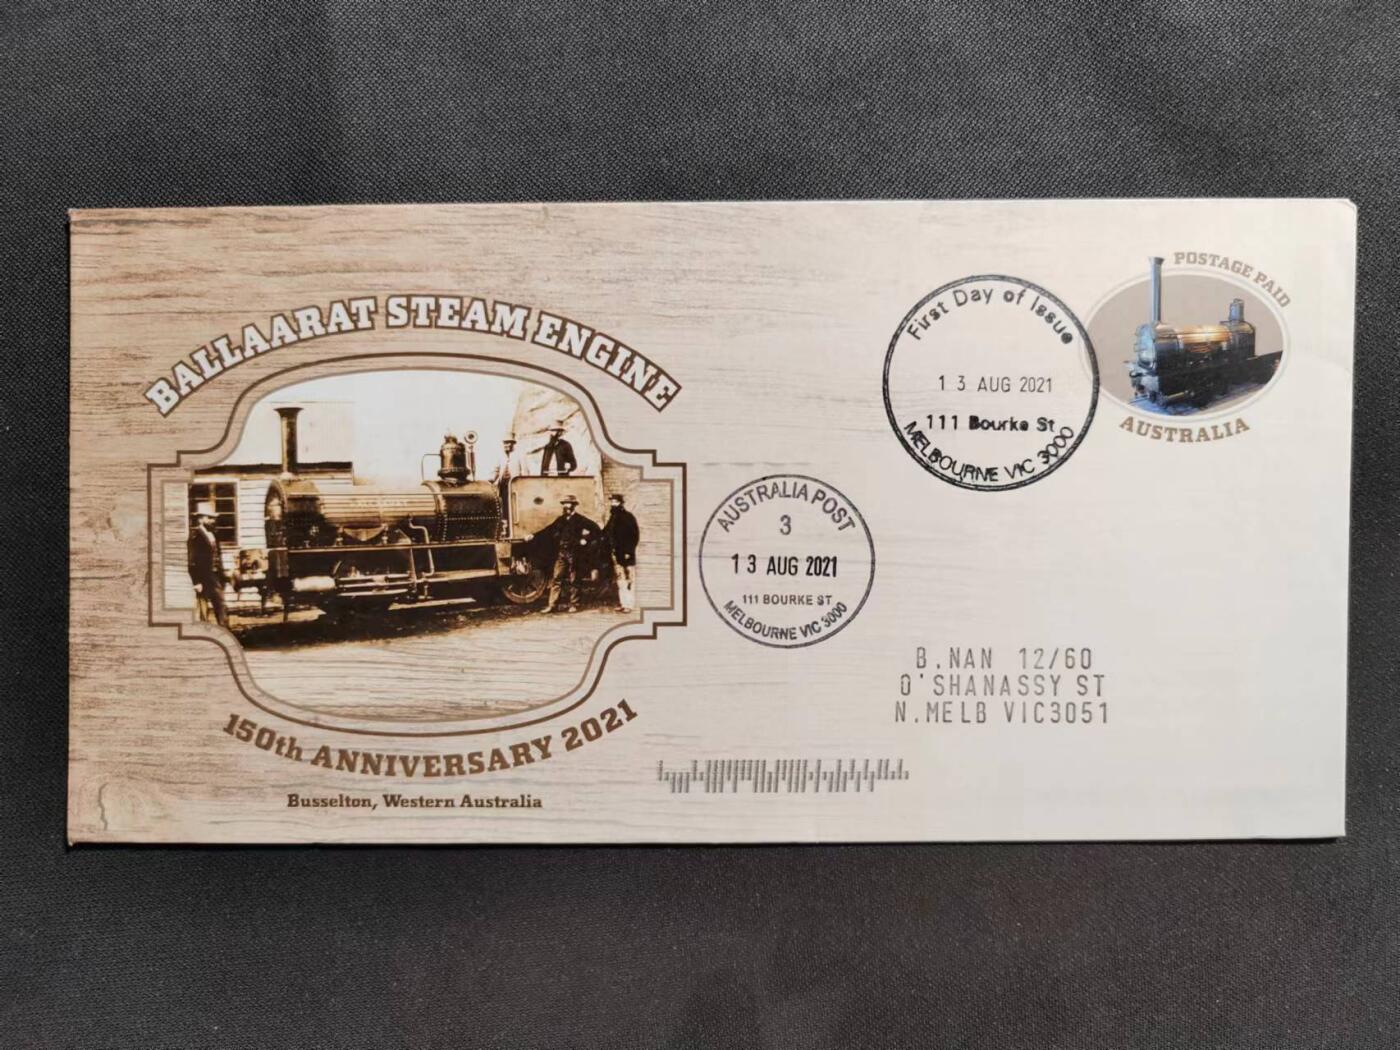 BALLAARAT STEAM ENGINE
150th ANNIVERSARY 2021
Busselton, Western Australia
First Day of Issue
13 AUG 2021
111 Bourke St
MELBOURNE VIC 3000
POSTAGE PAID
AUSTRALIA
AUSTRALIA POST
3
13 AUG 2021
111 BOURKE ST
MELBOURNE VIC 3000
B.NAN 12/60
O'SHANASSY ST
N.MELB VIC3051